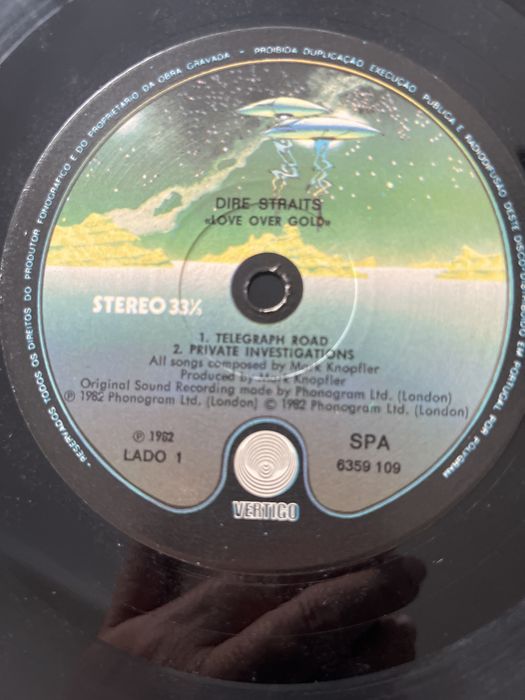 RESERVADOS TODOS OS DIREITOS DO PRODUTOR FONOGRÁFICO E DO PROPRIETÁRIO DA OBRA GRAVADA - PROIBIDA DUPLICAÇÃO EXECUÇÃO PUBLICA E RADIODIFUSÃO DESTE DISCO EM PORTUGAL POR POLYGRAM
DIRE STRAITS
«LOVE OVER GOLD»
STEREO 33⅓
1. TELEGRAPH ROAD
2. PRIVATE INVESTIGATIONS
All songs composed by Mark Knopfler
Produced by Mark Knopfler
Original Sound Recording made by Phonogram Ltd. (London)
℗ 1982 Phonogram Ltd. (London) © 1982 Phonogram Ltd. (London)
℗ 1982
LADO 1
SPA
6359 109
VERTIGO